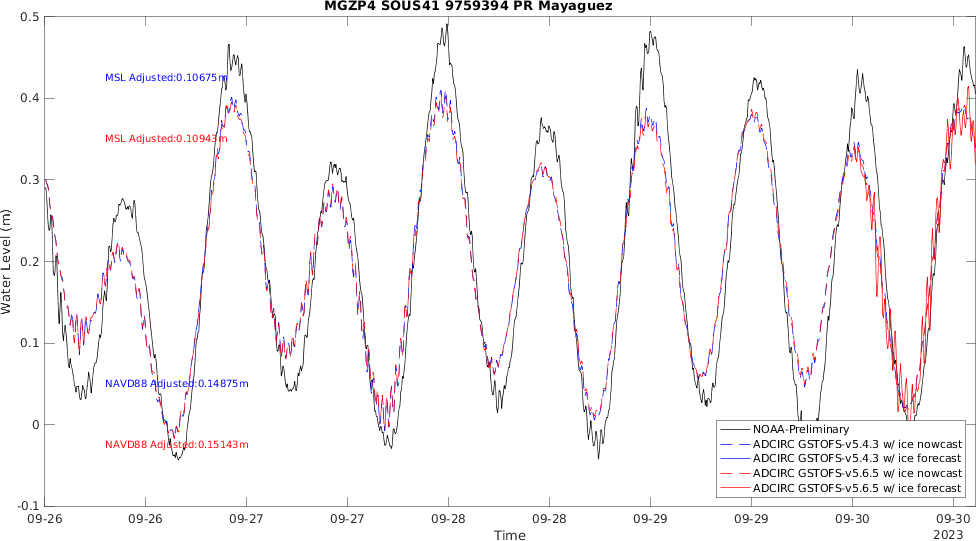 MGZP4 SOUS41 9759394 PR Mayaguez
0.5
0.4
0.3
0.2
0.1
0
-0.1
Water Level (m)
MSL Adjusted:0.10675m
MSL Adjusted:0.10943m
NAVD88 Adjusted:0.14875m
NAVD88 Adjusted:0.15143m
NOAA-Preliminary
ADCIRC GSTOFS-v5.4.3 w/ ice nowcast
ADCIRC GSTOFS-v5.4.3 w/ ice forecast
ADCIRC GSTOFS-v5.6.5 w/ ice nowcast
ADCIRC GSTOFS-v5.6.5 w/ ice forecast
09-26 09-26 09-27 09-27 09-28 09-28 09-29 09-29 09-30 09-30
Time
2023